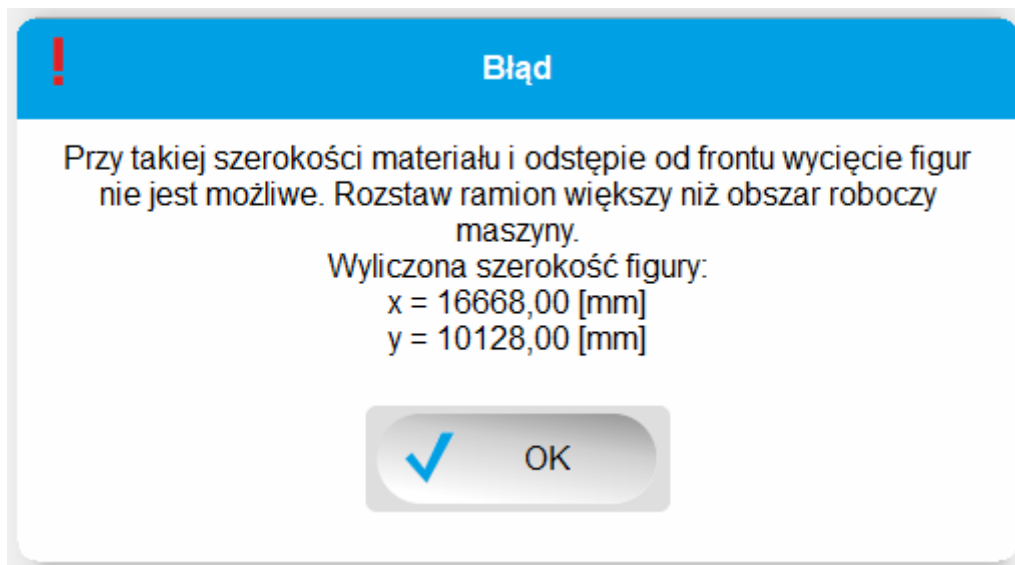 Błąd
Przy takiej szerokości materiału i odstępie od frontu wycięcie figur
nie jest możliwe. Rozstaw ramion większy niż obszar roboczy
maszyny.
Wyliczona szerokość figury:
x = 16668,00 [mm]
y = 10128,00 [mm]
OK